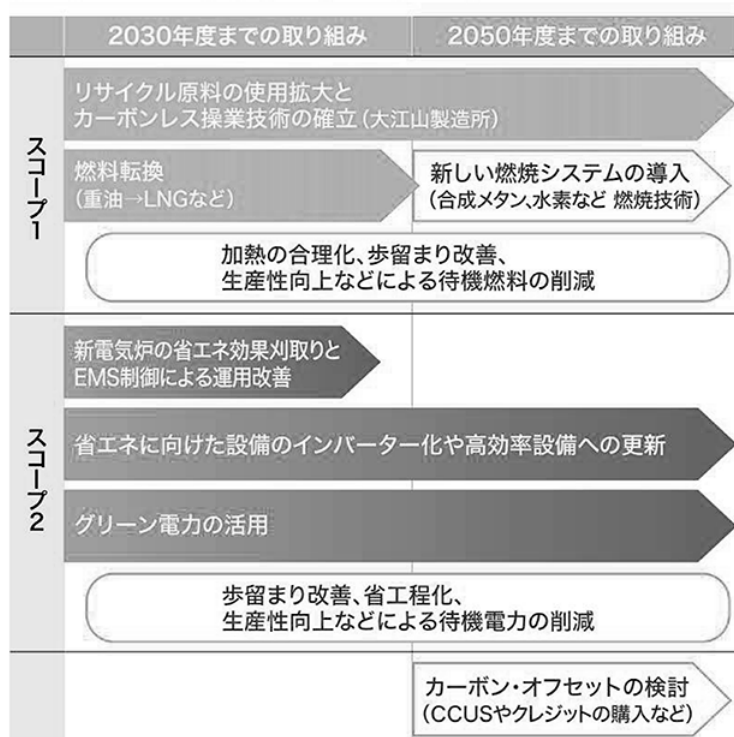 2030年度までの取り組み
2050年度までの取り組み
スコープ1
リサイクル原料の使用拡大と
カーボンレス操業技術の確立(大江山製造所)
燃料転換
(重油→LNGなど)
新しい燃焼システムの導入
(合成メタン、水素など 燃焼技術)
加熱の合理化、歩留まり改善、
生産性向上などによる待機燃料の削減
スコープ2
新電気炉の省エネ効果刈取りと
EMS制御による運用改善
省エネに向けた設備のインバーター化や高効率設備への更新
グリーン電力の活用
歩留まり改善、省工程化、
生産性向上などによる待機電力の削減
カーボン・オフセットの検討
(CCUSやクレジットの購入など)